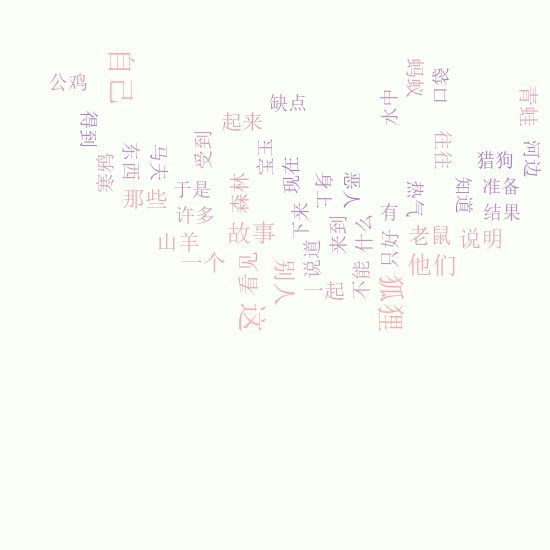 自己
公鸡
蚂蚁
容口
青蛙
缺点
水中
得到
起来
受到
往往
河边
东西
马夫
宝玉
猎狗
鸦寨
现在
那些
于是
森林
身上
恶人
热气
知道
准备
许多
下来
有
结果
山羊
故事
来到
什么
老鼠
说明
一个
说道
只好
他们
看见
别人
一起
不能
这
狐狸